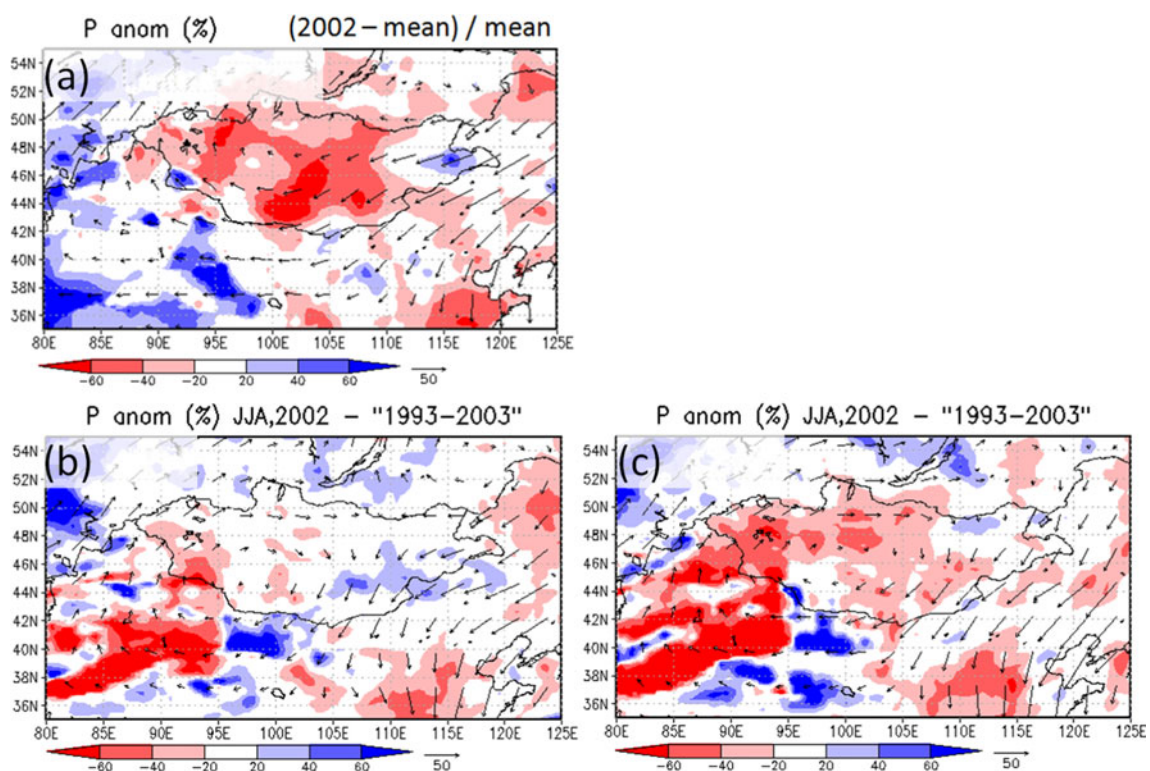 P anom (%) (2002 – mean) / mean
(a)
54N
52N
50N
48N
46N
44N
42N
40N
38N
36N
80E 85E 90E 95E 100E 105E 110E 115E 120E 125E
−60 −40 −20 20 40 60 50
P anom (%) JJA,2002 − "1993−2003"
(b)
54N
52N
50N
48N
46N
44N
42N
40N
38N
36N
80E 85E 90E 95E 100E 105E 110E 115E 120E 125E
−60 −40 −20 20 40 60 50
P anom (%) JJA,2002 − "1993−2003"
(c)
54N
52N
50N
48N
46N
44N
42N
40N
38N
36N
80E 85E 90E 95E 100E 105E 110E 115E 120E 125E
−60 −40 −20 20 40 60 50